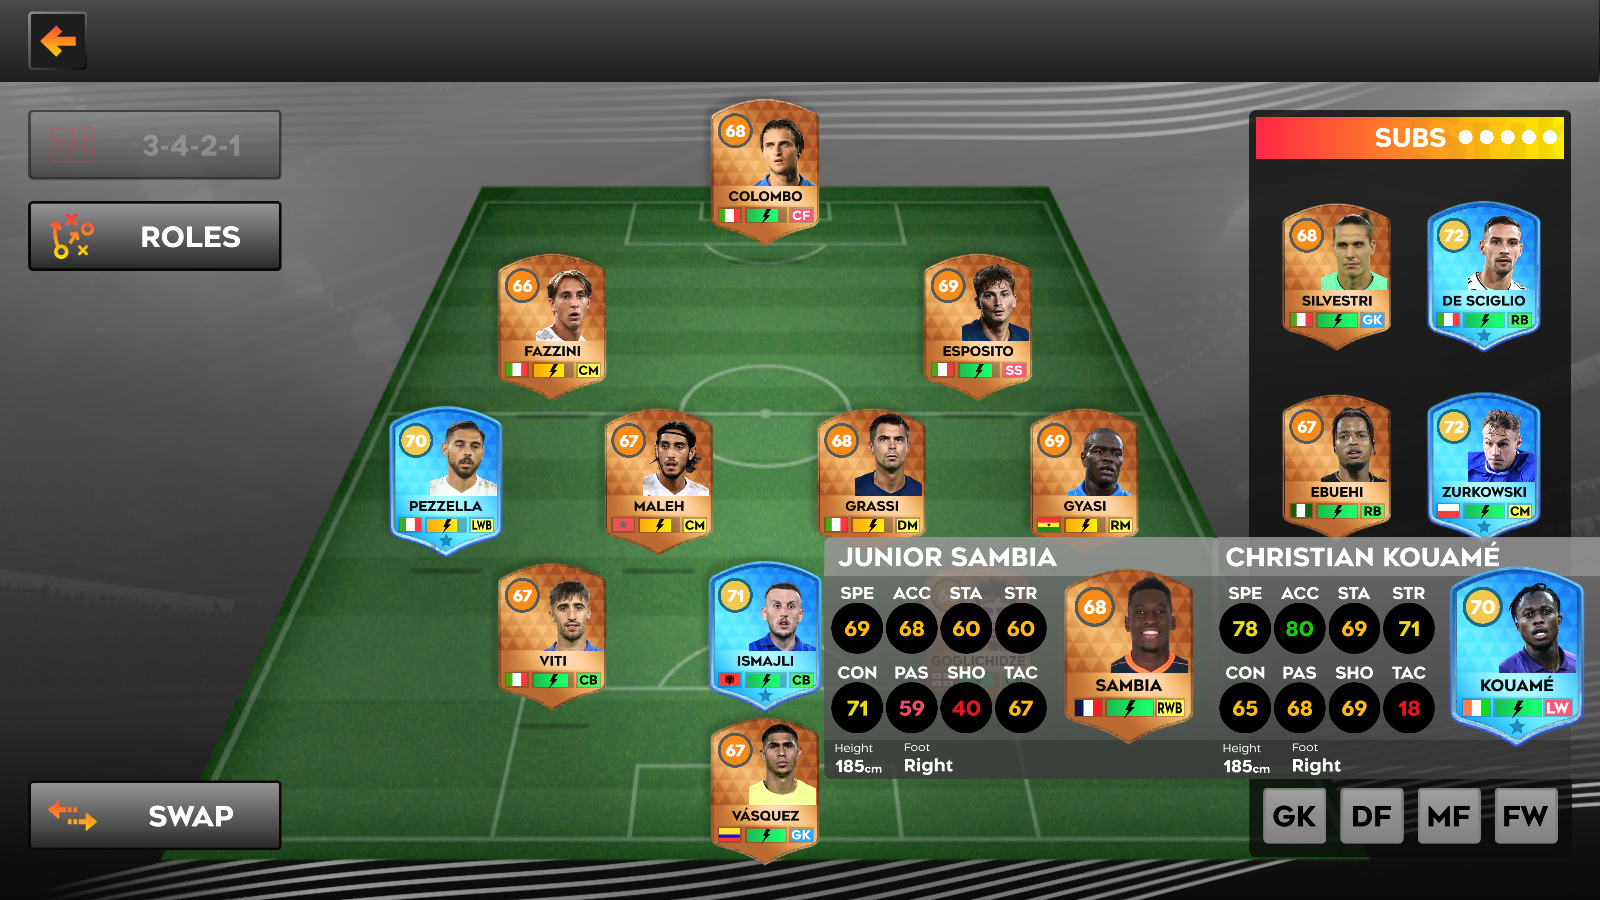 3-4-2-1
ROLES
SUBS
68
COLOMBO
CF
66
FAZZINI
CM
69
ESPOSITO
SS
68
SILVESTRI
GK
72
DE SCIGLIO
RB
70
PEZZELLA
LWB
67
MALEH
CM
68
GRASSI
DM
69
GYASI
RM
67
EBUEHI
RB
72
ZURKOWSKI
CM
67
VITI
CB
71
ISMAJLI
CB
GOGLICHIDZE
67
VÁSQUEZ
GK
JUNIOR SAMBIA
SPE ACC STA STR
69 68 60 60
CON PAS SHO TAC
71 59 40 67
Height Foot
185cm Right
68
SAMBIA
RWB
CHRISTIAN KOUAMÉ
SPE ACC STA STR
78 80 69 71
CON PAS SHO TAC
65 68 69 18
Height Foot
185cm Right
70
KOUAMÉ
LW
SWAP
GK DF MF FW